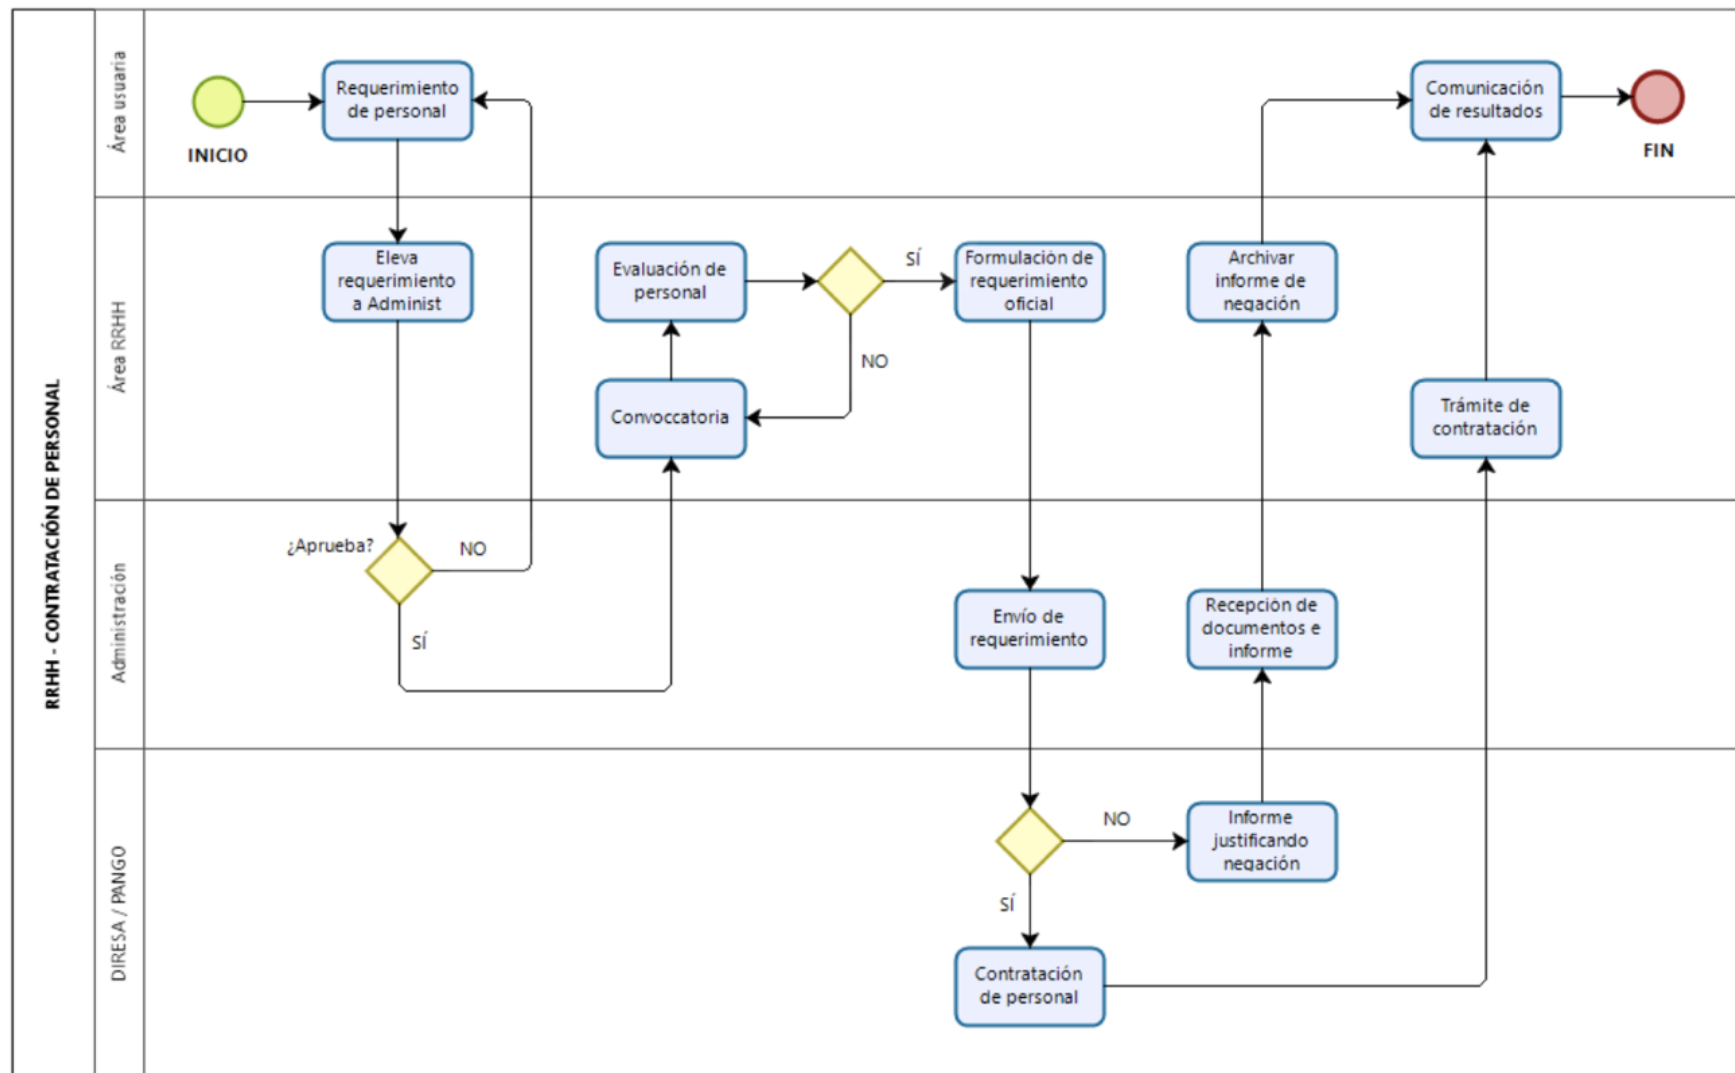 RRHH - CONTRATACIÓN DE PERSONAL
Área usuaria
INICIO
Requerimiento
de personal
Comunicación
de resultados
FIN
Área RRHH
Eleva
requerimiento
a Administ
Evaluación de
personal
SÍ
NO
Formulación de
requerimiento
oficial
Archivar
informe de
negación
Convoccatoria
Trámite de
contratación
Administración
¿Aprueba?
NO
SÍ
Envío de
requerimiento
Recepción de
documentos e
informe
DIRESA / PANGO
NO
SÍ
Informe
justificando
negación
Contratación
de personal